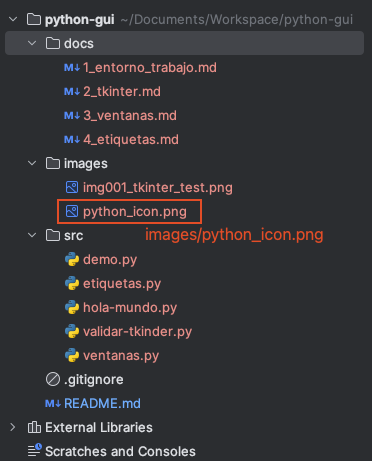 python-gui ~/Documents/Workspace/python-gui
docs
M↓ 1_entorno_trabajo.md
M↓ 2_tkinter.md
M↓ 3_ventanas.md
M↓ 4_etiquetas.md
images
img001_tkinter_test.png
python_icon.png
src images/python_icon.png
demo.py
etiquetas.py
hola-mundo.py
validar-tkinder.py
ventanas.py
.gitignore
M↓ README.md
External Libraries
Scratches and Consoles